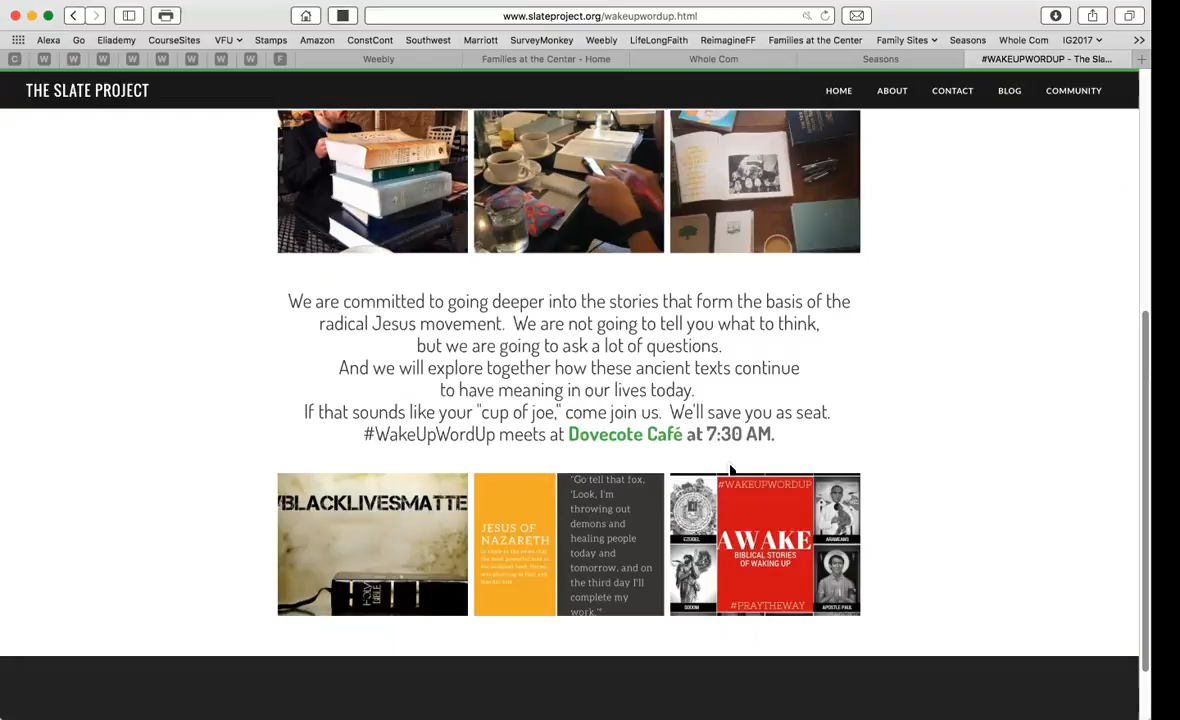 www.slateproject.org/wakeupwordup.html
Alexa Go Eliademy CourseSites VFU Stamps Amazon ConstCont Southwest Marriott SurveyMonkey Weebly LifeLongFaith ReimagineFF Families at the Center Family Sites Seasons Whole Com IG2017 >>
C W W W W W W W W F Weebly Families at the Center - Home Whole Com Seasons #WAKEUPWORDUP - The Sla... +
THE SLATE PROJECT HOME ABOUT CONTACT BLOG COMMUNITY
We are committed to going deeper into the stories that form the basis of the
radical Jesus movement. We are not going to tell you what to think,
but we are going to ask a lot of questions.
And we will explore together how these ancient texts continue
to have meaning in our lives today.
If that sounds like your "cup of joe," come join us. We'll save you as seat.
#WakeUpWordUp meets at Dovecote Café at 7:30 AM.
BLACKLIVESMATTE
HOLY BIBLE
JESUS OF
NAZARETH
"Go tell that fox,
'Look, I'm
throwing out
demons and
healing people
today and
tomorrow, and on
the third day I'll
complete my
work.'"
#WAKEUPWORDUP
AWAKE
BIBLICAL STORIES
OF WAKING UP
#PRAYTHEWAY
EZEKIEL
ARAMEANS
GIDEON
APOSTLE PAUL